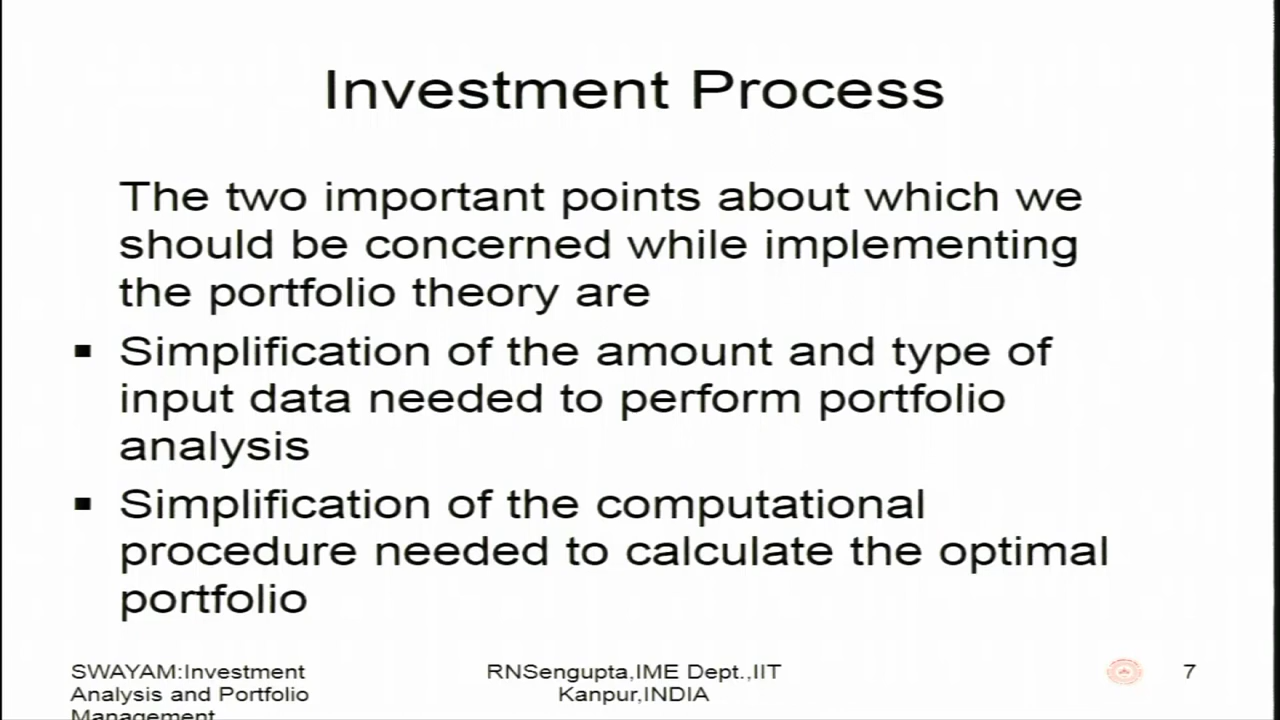 Investment Process
The two important points about which we
should be concerned while implementing
the portfolio theory are
▪ Simplification of the amount and type of
input data needed to perform portfolio
analysis
▪ Simplification of the computational
procedure needed to calculate the optimal
portfolio
SWAYAM:Investment
Analysis and Portfolio
Management
RNSengupta,IME Dept.,IIT
Kanpur,INDIA
7